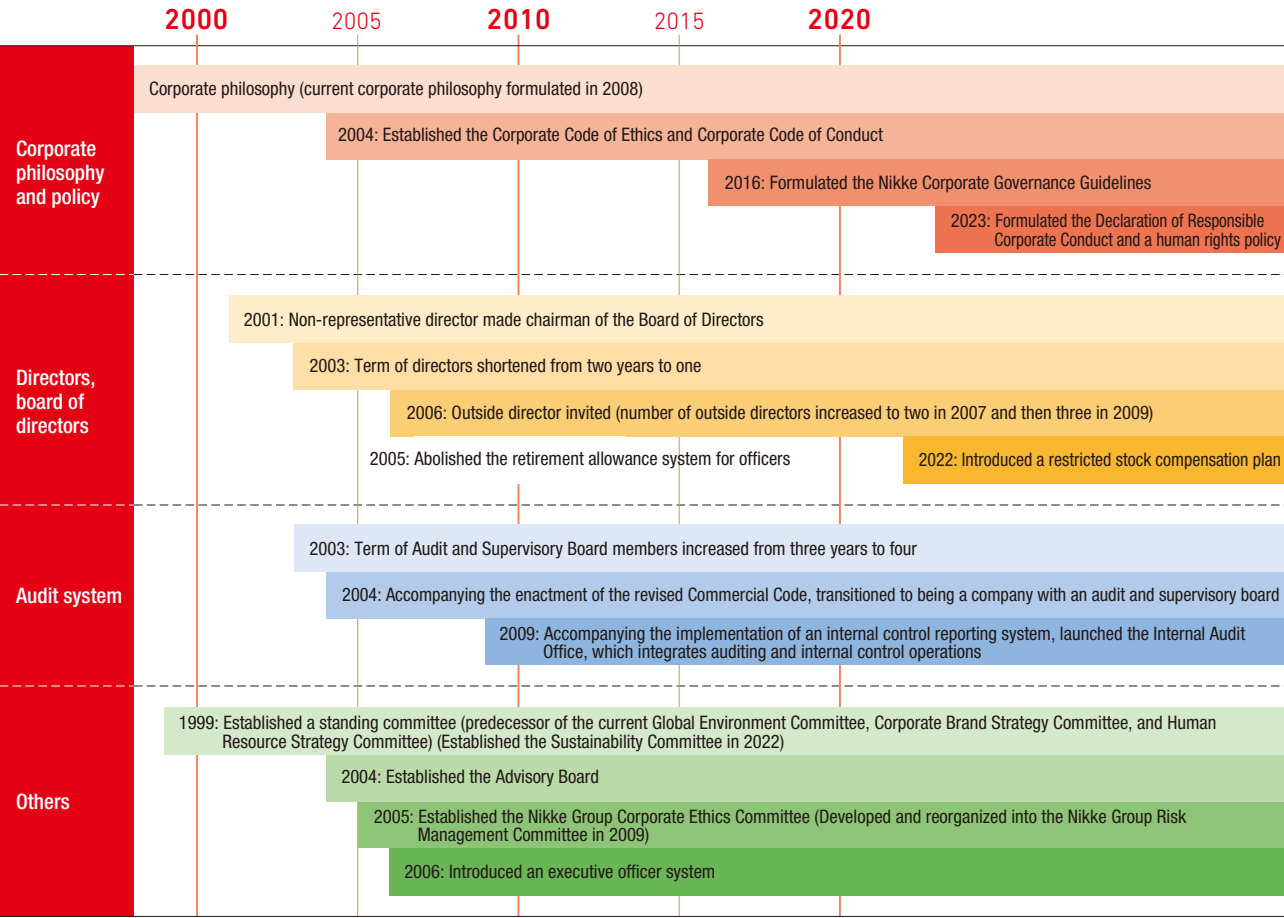 2000 2005 2010 2015 2020
Corporate
philosophy
and policy
Corporate philosophy (current corporate philosophy formulated in 2008)
2004: Established the Corporate Code of Ethics and Corporate Code of Conduct
2016: Formulated the Nikke Corporate Governance Guidelines
2023: Formulated the Declaration of Responsible
Corporate Conduct and a human rights policy
Directors,
board of
directors
2001: Non-representative director made chairman of the Board of Directors
2003: Term of directors shortened from two years to one
2006: Outside director invited (number of outside directors increased to two in 2007 and then three in 2009)
2005: Abolished the retirement allowance system for officers
2022: Introduced a restricted stock compensation plan
Audit system
2003: Term of Audit and Supervisory Board members increased from three years to four
2004: Accompanying the enactment of the revised Commercial Code, transitioned to being a company with an audit and supervisory board
2009: Accompanying the implementation of an internal control reporting system, launched the Internal Audit
Office, which integrates auditing and internal control operations
Others
1999: Established a standing committee (predecessor of the current Global Environment Committee, Corporate Brand Strategy Committee, and Human
Resource Strategy Committee) (Established the Sustainability Committee in 2022)
2004: Established the Advisory Board
2005: Established the Nikke Group Corporate Ethics Committee (Developed and reorganized into the Nikke Group Risk
Management Committee in 2009)
2006: Introduced an executive officer system